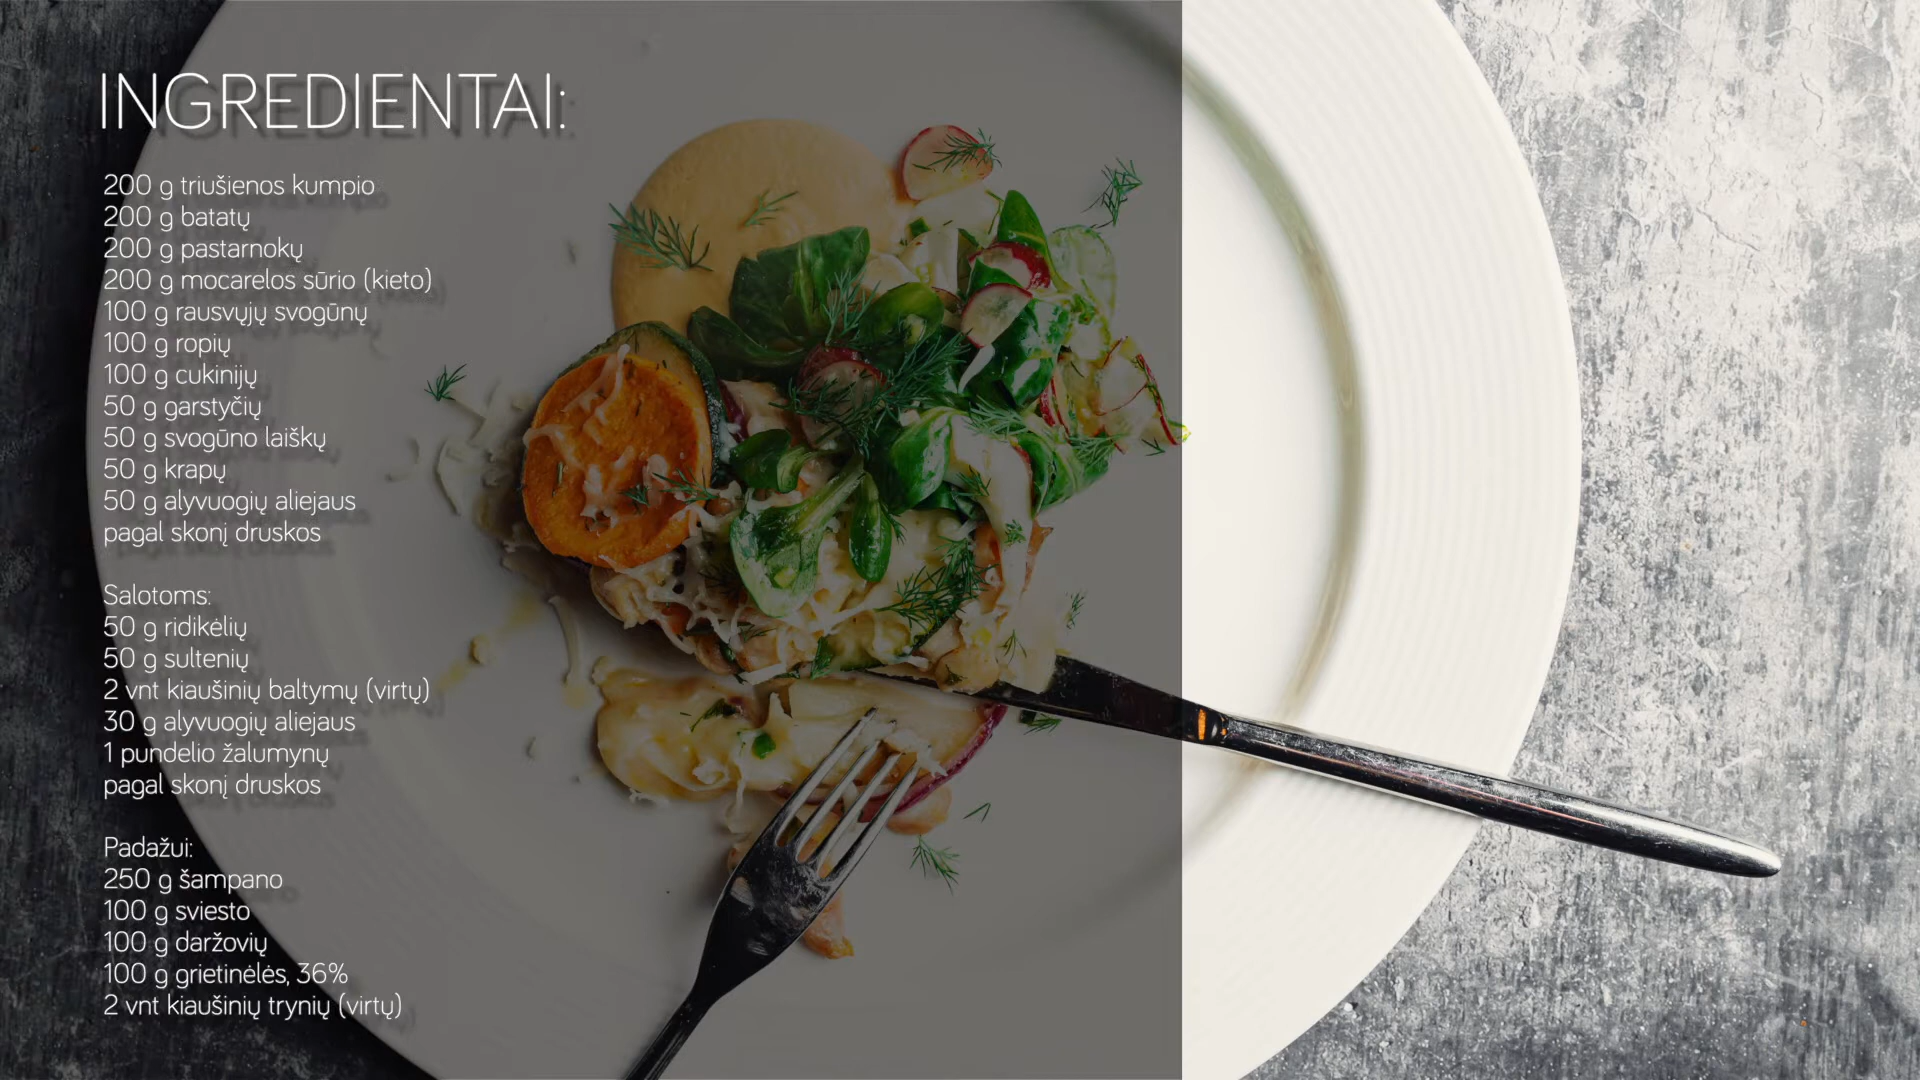 INGREDIENTAI:
200 g triušienos kumpio
200 g batatų
200 g pastarnokų
200 g mocarelos sūrio (kieto)
100 g rausvųjų svogūnų
100 g ropių
100 g cukinijų
50 g garstyčių
50 g svogūno laiškų
50 g krapų
50 g alyvuogių aliejaus
pagal skonį druskos
Salotoms:
50 g ridikėlių
50 g sultenių
2 vnt kiaušinių baltymų (virtų)
30 g alyvuogių aliejaus
1 pundelio žalumynų
pagal skonį druskos
Padažui:
250 g šampano
100 g sviesto
100 g daržovių
100 g grietinėlės, 36%
2 vnt kiaušinių trynių (virtų)